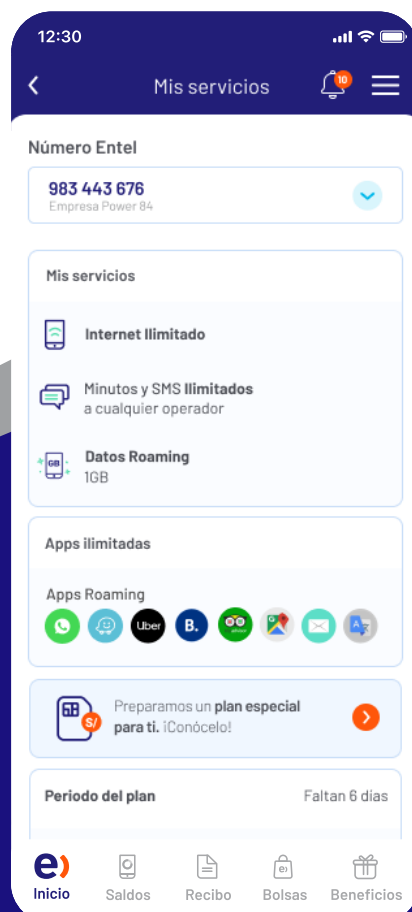 12:30
Mis servicios
10
Número Entel
983 443 676
Empresa Power 84
Mis servicios
Internet Ilimitado
Minutos y SMS Ilimitados
a cualquier operador
GB
Datos Roaming
1GB
Apps ilimitadas
Apps Roaming
Uber
B.
S/
Preparamos un plan especial
para ti. ¡Conócelo!
Periodo del plan
Faltan 6 dias
e)
Inicio
Saldos
Recibo
Bolsas
Beneficios